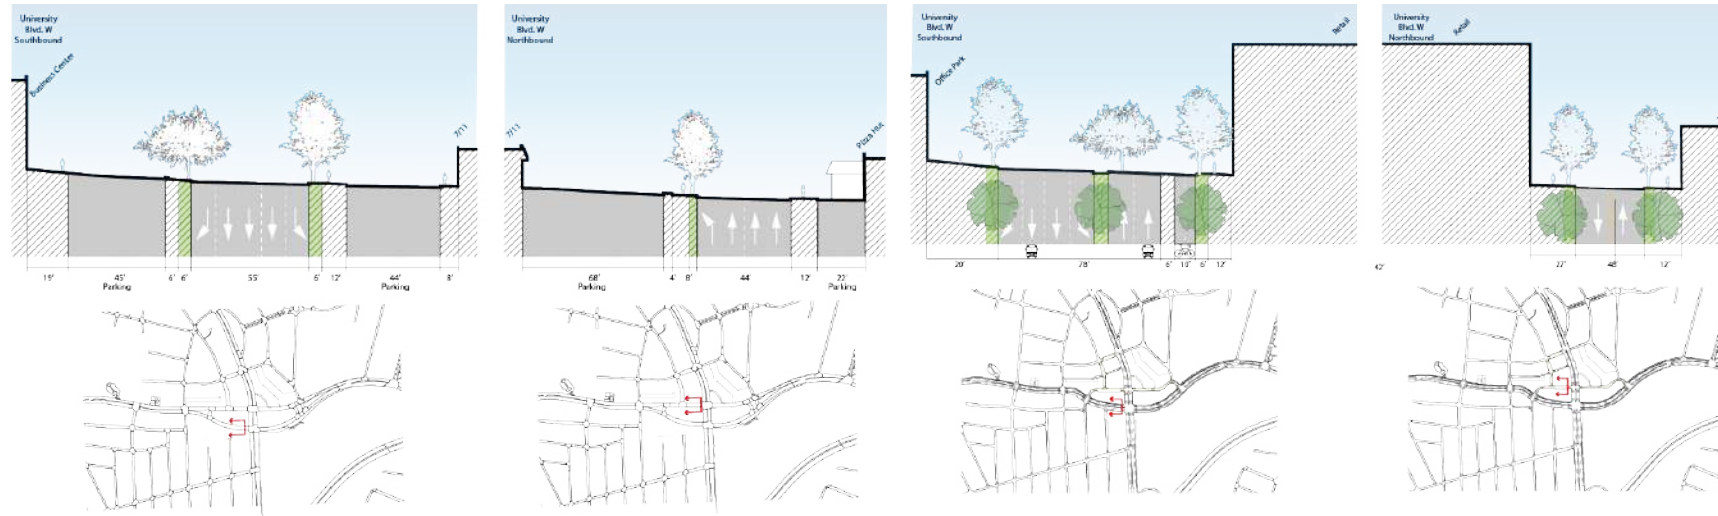 University
Blvd. W
Southbound
Business Center
7/11
19'
45'
6'
6'
55'
6'
12'
44'
8'
Parking
Parking
University
Blvd. W
Northbound
7/11
Pizza Hut
68'
4'
8'
44'
12'
22'
Parking
Parking
University
Blvd. W
Southbound
Office Park
Retail
20'
78'
6'
10'
6'
12'
University
Blvd. W
Northbound
Retail
42'
27'
48'
12'